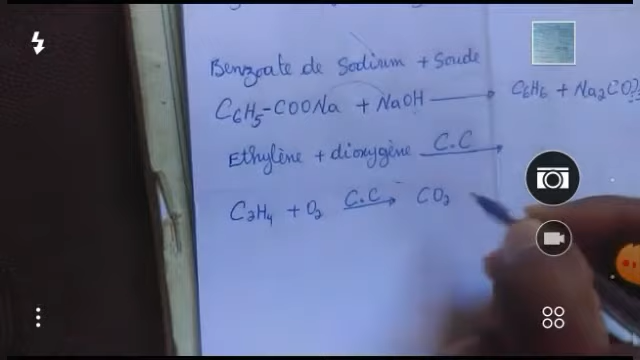 Benzoate de Sodium + Soude
C6H5-COONa + NaOH ⟶ C6H6 + Na2CO3
Ethylène + dioxygène C.C ⟶
C2H4 + O2 C.C ⟶ CO2